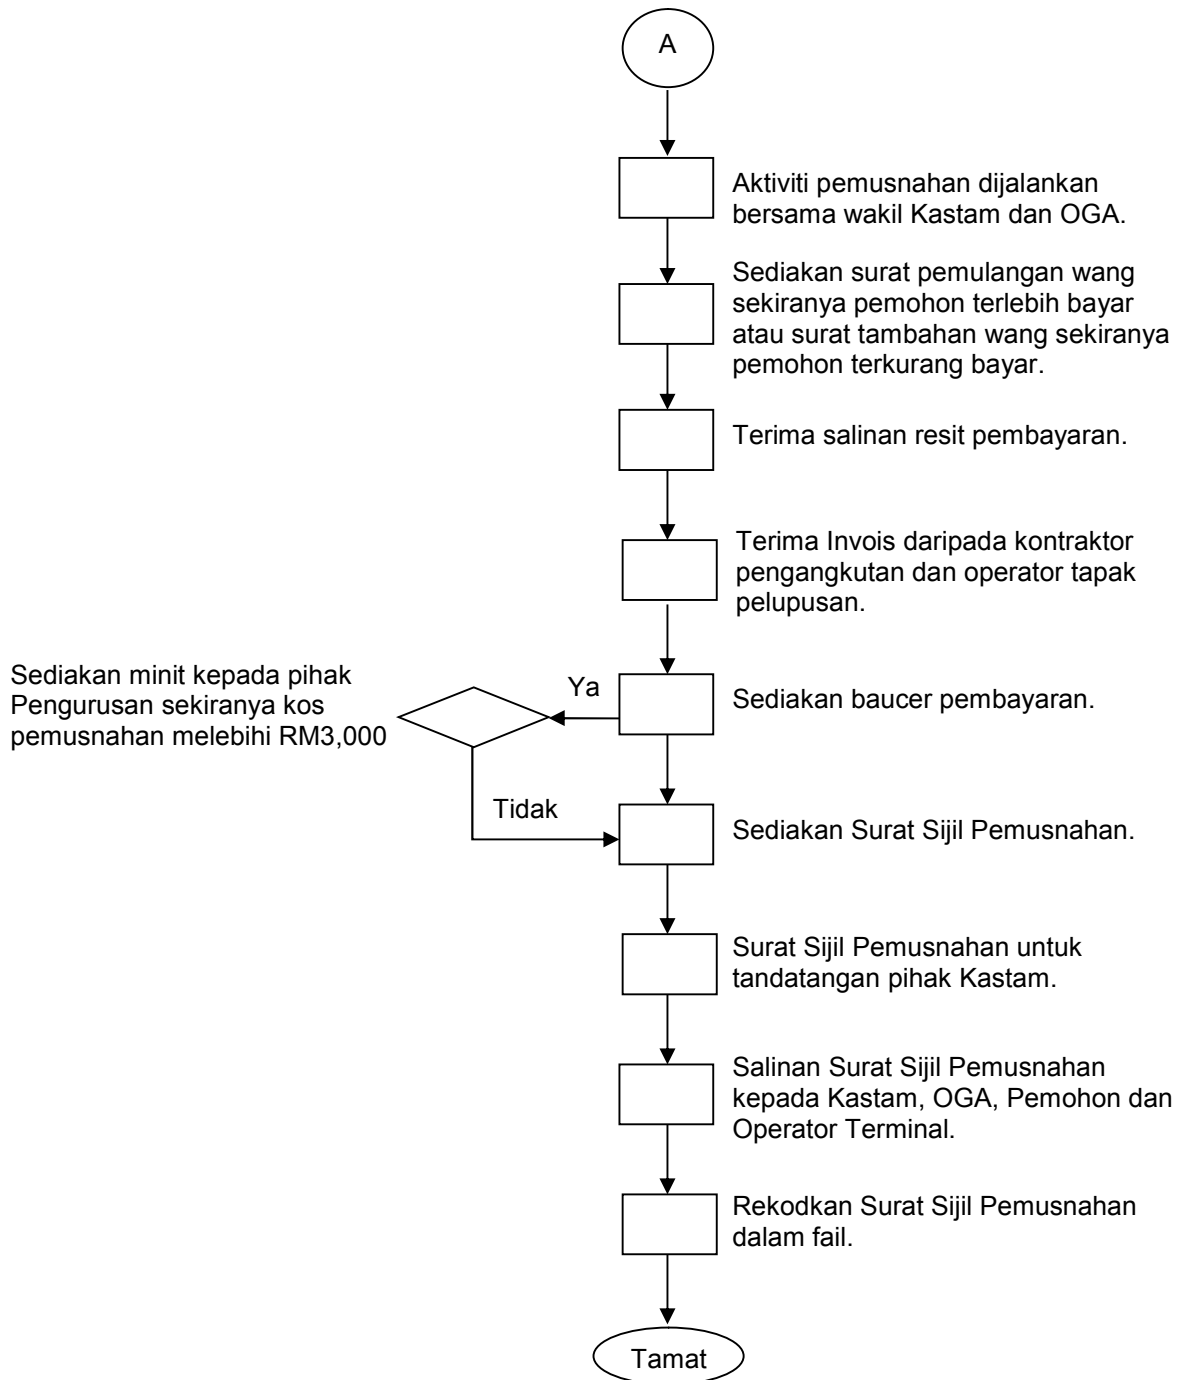 A
Aktiviti pemusnahan dijalankan
bersama wakil Kastam dan OGA.
Sediakan surat pemulangan wang
sekiranya pemohon terlebih bayar
atau surat tambahan wang sekiranya
pemohon terkurang bayar.
Terima salinan resit pembayaran.
Terima Invois daripada kontraktor
pengangkutan dan operator tapak
pelupusan.
Sediakan minit kepada pihak
Pengurusan sekiranya kos
pemusnahan melebihi RM3,000
Ya
Sediakan baucer pembayaran.
Tidak
Sediakan Surat Sijil Pemusnahan.
Surat Sijil Pemusnahan untuk
tandatangan pihak Kastam.
Salinan Surat Sijil Pemusnahan
kepada Kastam, OGA, Pemohon dan
Operator Terminal.
Rekodkan Surat Sijil Pemusnahan
dalam fail.
Tamat